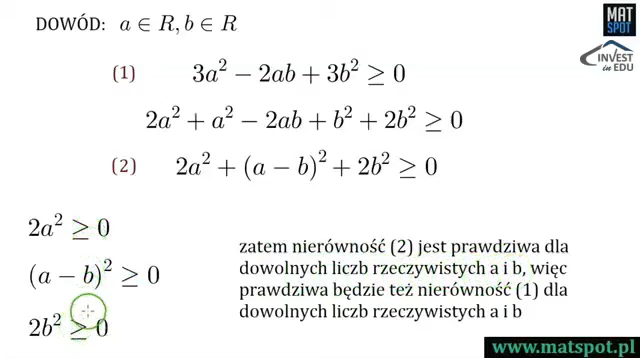 DOWÓD: a ∈ R, b ∈ R
MAT
SPOT
INVEST
in EDU
(1) 3a² − 2ab + 3b² ≥ 0
2a² + a² − 2ab + b² + 2b² ≥ 0
(2) 2a² + (a − b)² + 2b² ≥ 0
2a² ≥ 0
(a − b)² ≥ 0
2b² ≥ 0
zatem nierówność (2) jest prawdziwa dla
dowolnych liczb rzeczywistych a i b, więc
prawdziwa będzie też nierówność (1) dla
dowolnych liczb rzeczywistych a i b
www.matspot.pl